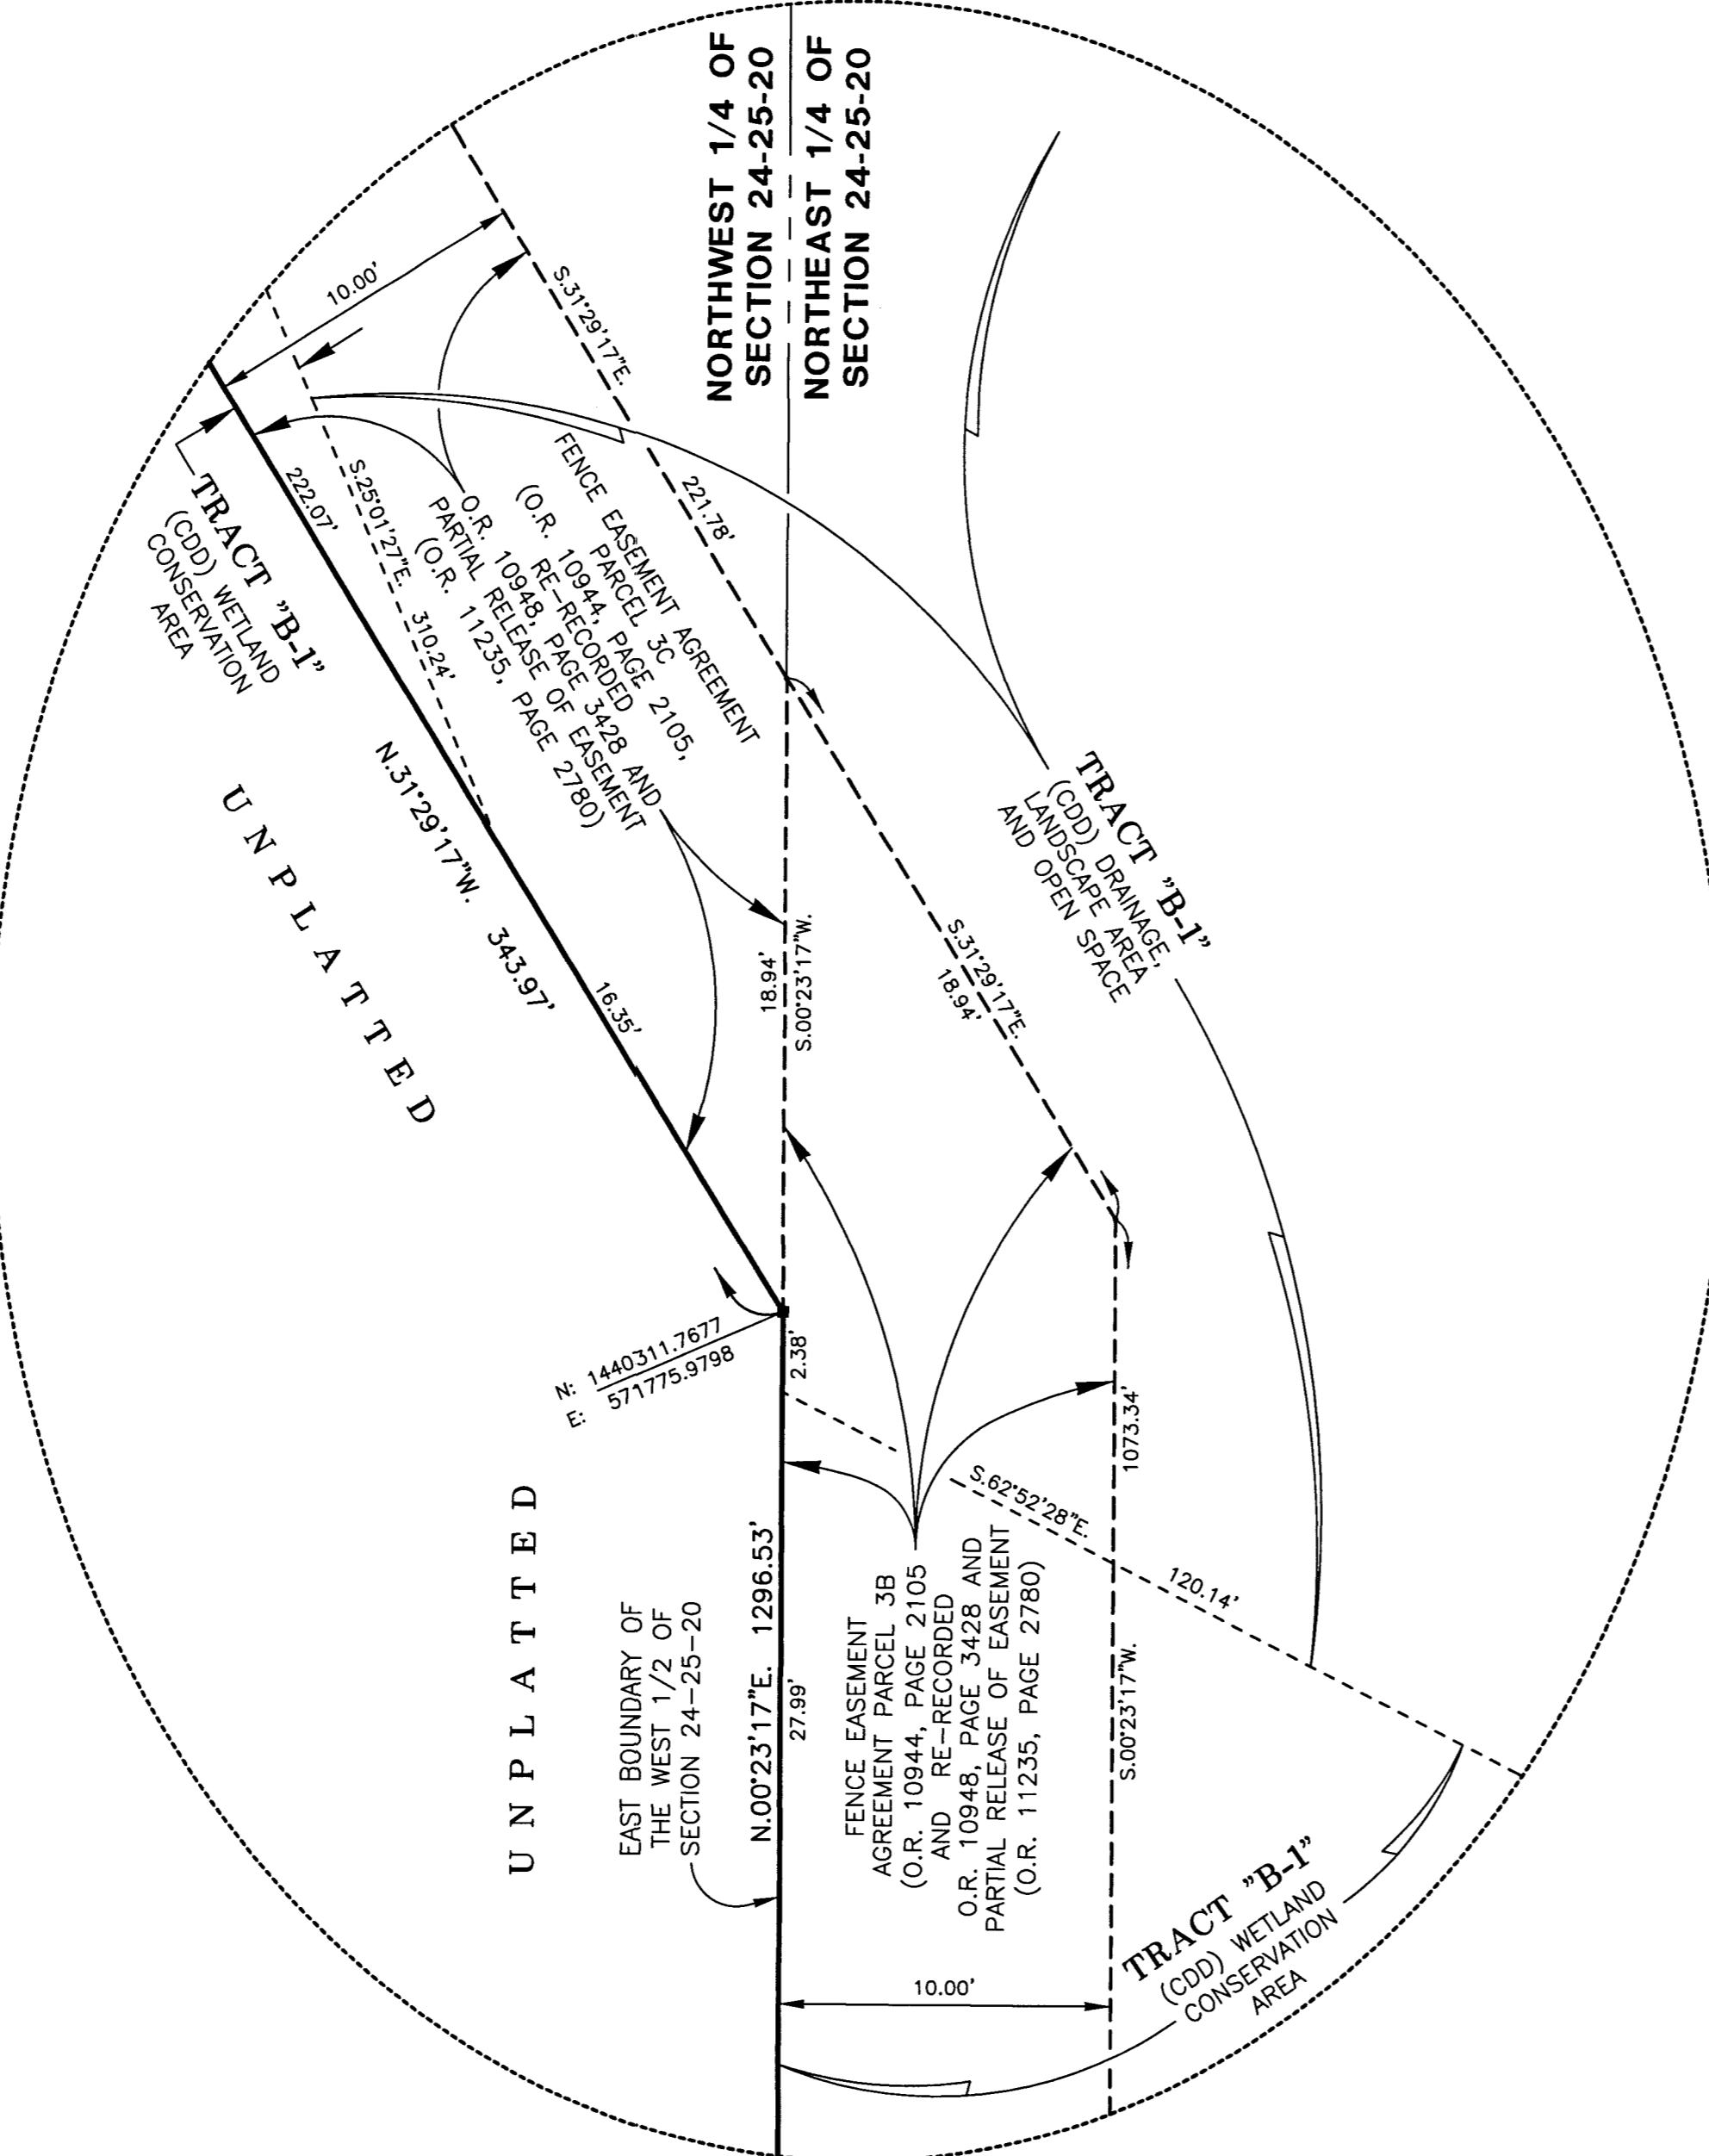 NORTHWEST 1/4 OF
SECTION 24-25-20
NORTHEAST 1/4 OF
SECTION 24-25-20
10.00'
S.31°29'17"E.
221.78'
FENCE EASEMENT AGREEMENT
PARCEL 3C
(O.R. 10944, PAGE 2105,
RE-RECORDED
O.R. 10948, PAGE 3428 AND
PARTIAL RELEASE OF EASEMENT
(O.R. 11235, PAGE 2780)
S.25°01'27"E. 310.24'
222.07'
TRACT "B-1"
(CDD) WETLAND
CONSERVATION
AREA
N.31°29'17"W. 343.97'
16.35'
UNPLATTED
18.94'
S.00°23'17"W.
S.31°29'17"E.
18.94'
TRACT "B-1"
(CDD) DRAINAGE,
LANDSCAPE AREA
AND OPEN SPACE
N: 1440311.7677
E: 571775.9798
2.38'
1073.34'
S.62°52'28"E.
120.14'
UNPLATTED
EAST BOUNDARY OF
THE WEST 1/2 OF
SECTION 24-25-20
N.00°23'17"E. 1296.53'
27.99'
FENCE EASEMENT
AGREEMENT PARCEL 3B
(O.R. 10944, PAGE 2105
AND RE-RECORDED
O.R. 10948, PAGE 3428 AND
PARTIAL RELEASE OF EASEMENT
(O.R. 11235, PAGE 2780)
S.00°23'17"W.
10.00'
TRACT "B-1"
(CDD) WETLAND
CONSERVATION
AREA